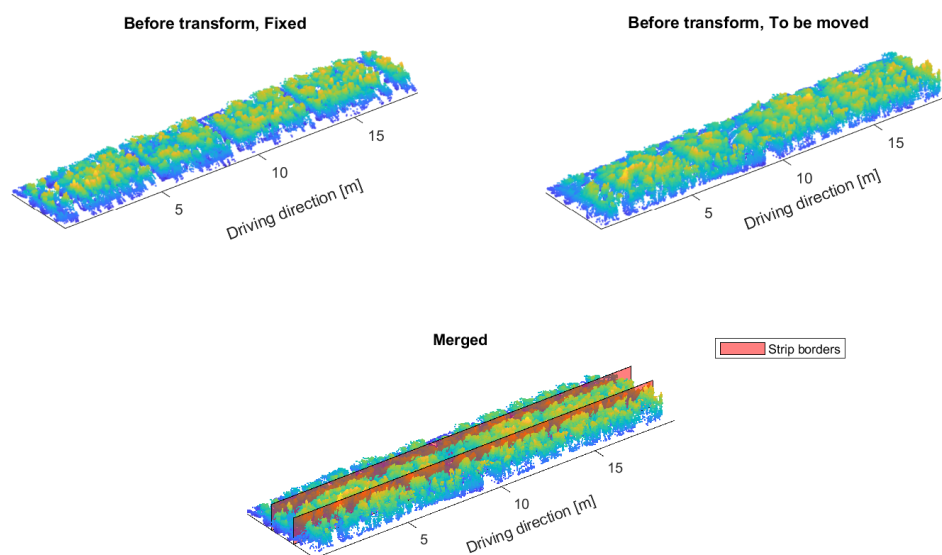 Before transform, Fixed
Before transform, To be moved
5
10
15
Driving direction [m]
5
10
15
Driving direction [m]
Merged
Strip borders
5
10
15
Driving direction [m]